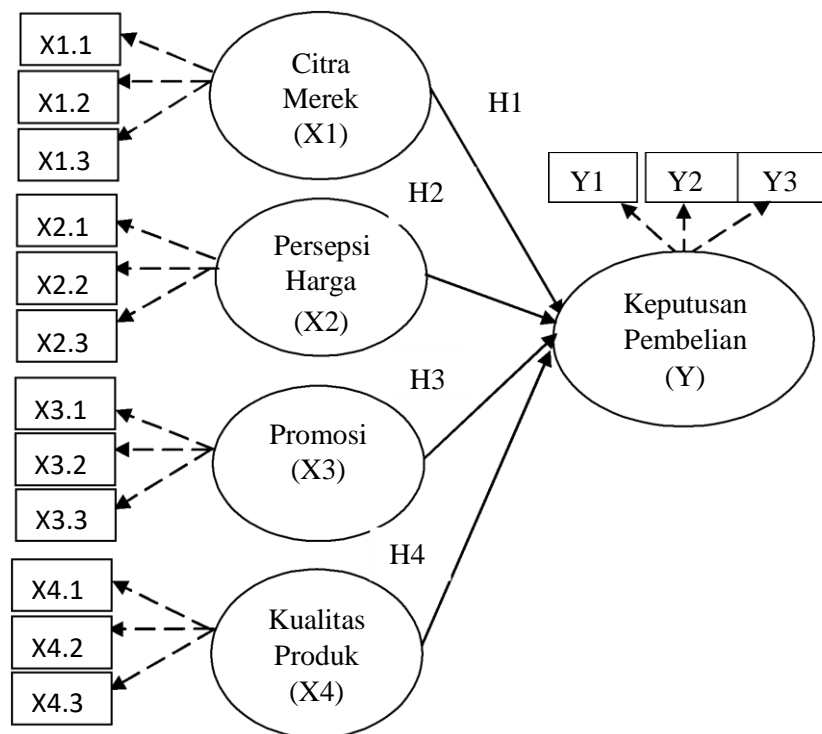 X1.1
X1.2
X1.3
Citra
Merek
(X1)
H1
Y1
Y2
Y3
H2
X2.1
X2.2
X2.3
Persepsi
Harga
(X2)
Keputusan
Pembelian
(Y)
H3
X3.1
X3.2
X3.3
Promosi
(X3)
H4
X4.1
X4.2
X4.3
Kualitas
Produk
(X4)